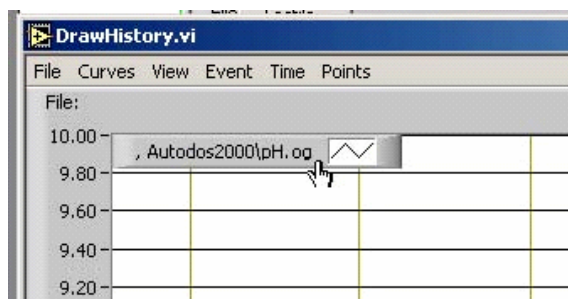 DrawHistory.vi
File Curves View Event Time Points
File:
10.00
, Autodos2000\pH.og
9.80
9.60
9.40
9.20